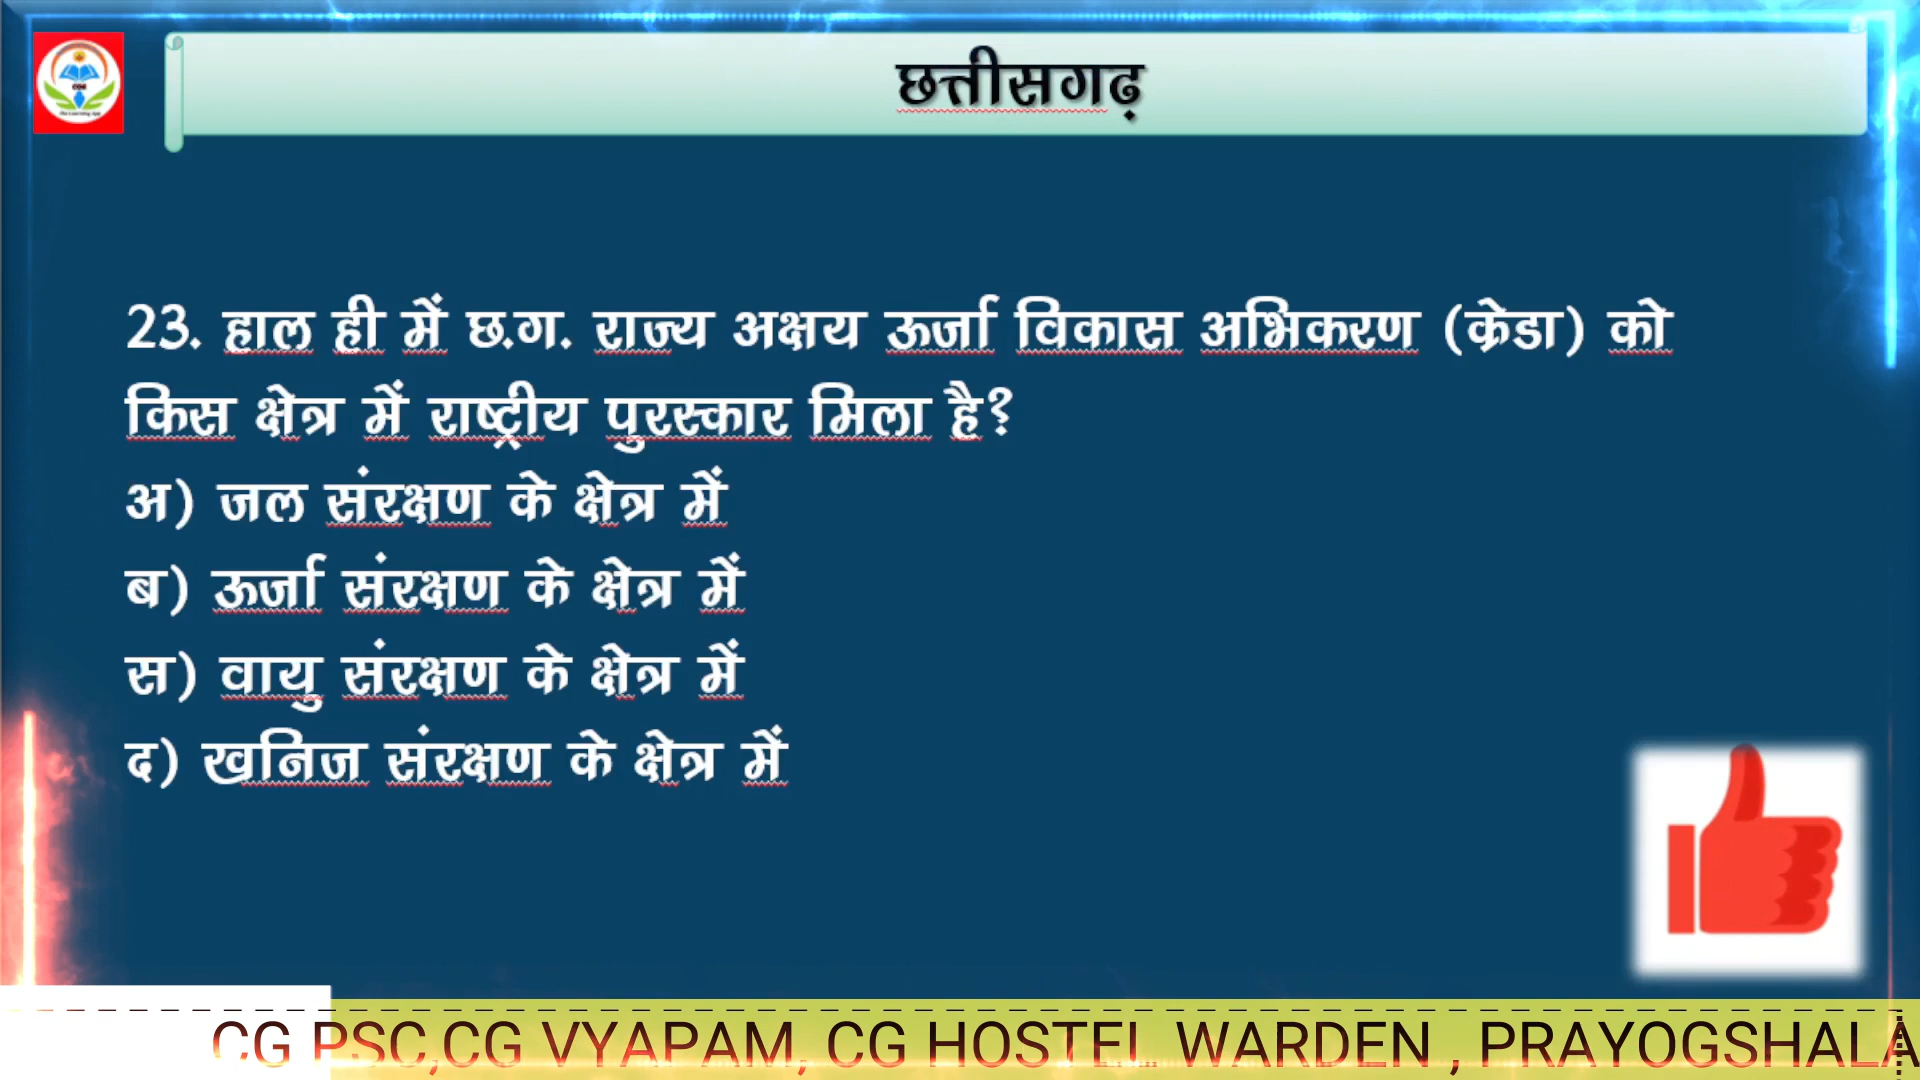 छत्तीसगढ़
23. हाल ही में छ.ग. राज्य अक्षय ऊर्जा विकास अभिकरण (क्रेडा) को
किस क्षेत्र में राष्ट्रीय पुरस्कार मिला है?
अ) जल संरक्षण के क्षेत्र में
ब) ऊर्जा संरक्षण के क्षेत्र में
स) वायु संरक्षण के क्षेत्र में
द) खनिज संरक्षण के क्षेत्र में
CG PSC,CG VYAPAM, CG HOSTEL WARDEN , PRAYOGSHALA